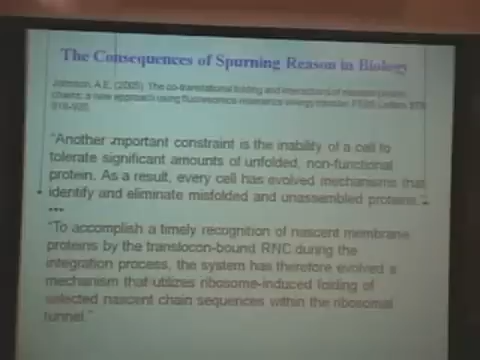 The Consequences of Spurning Reason in Biology
Johnson, A.E. (2005). The co-translational folding and interactions of nascent protein
chains: a new approach using fluorescence resonance energy transfer. FEBS Letters. 579
916-920.
"Another important constraint is the inability of a cell to
tolerate significant amounts of unfolded, non-functional
protein. As a result, every cell has evolved mechanisms that
identify and eliminate misfolded and unassembled proteins."
•••
"To accomplish a timely recognition of nascent membrane
proteins by the translocon-bound RNC during the
integration process, the system has therefore evolved a
mechanism that utilizes ribosome-induced folding of
selected nascent chain sequences within the ribosomal
tunnel."